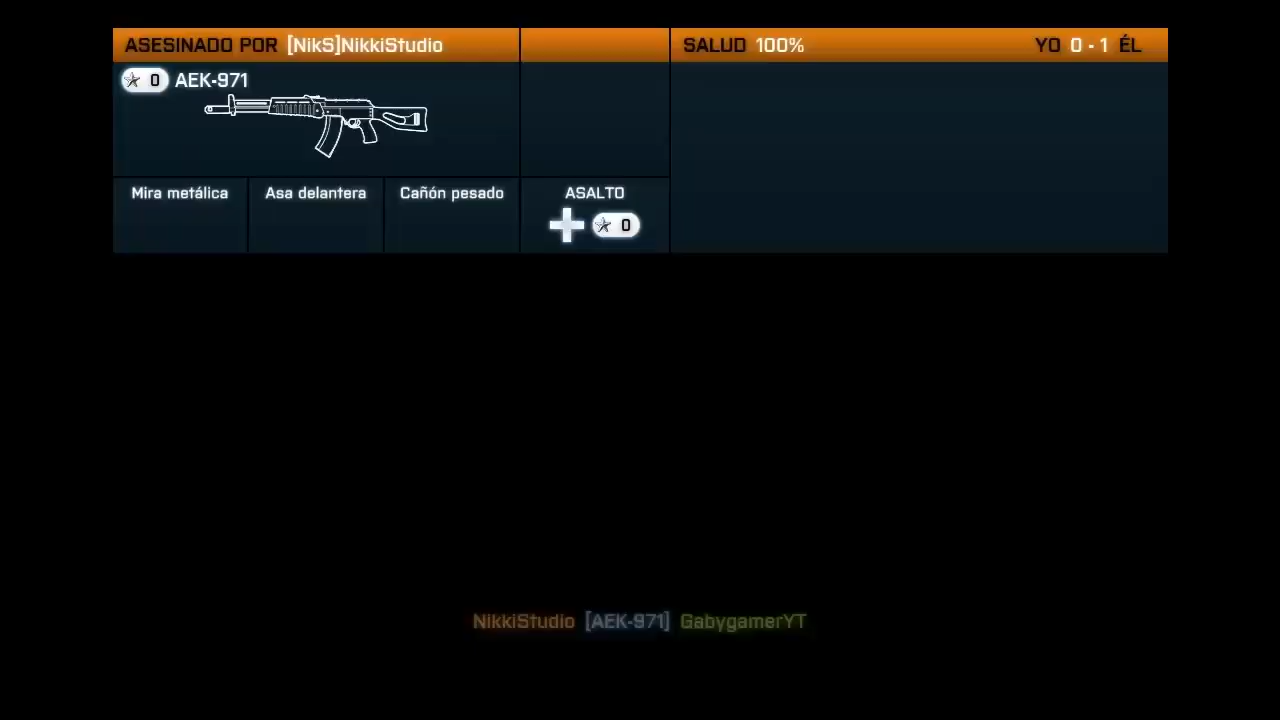 ASESINADO POR [NikS]NikkiStudio SALUD 100% YO 0 - 1 ÉL
0 AEK-971
Mira metálica Asa delantera Cañón pesado ASALTO
0
NikkiStudio [AEK-971] GabygamerYT